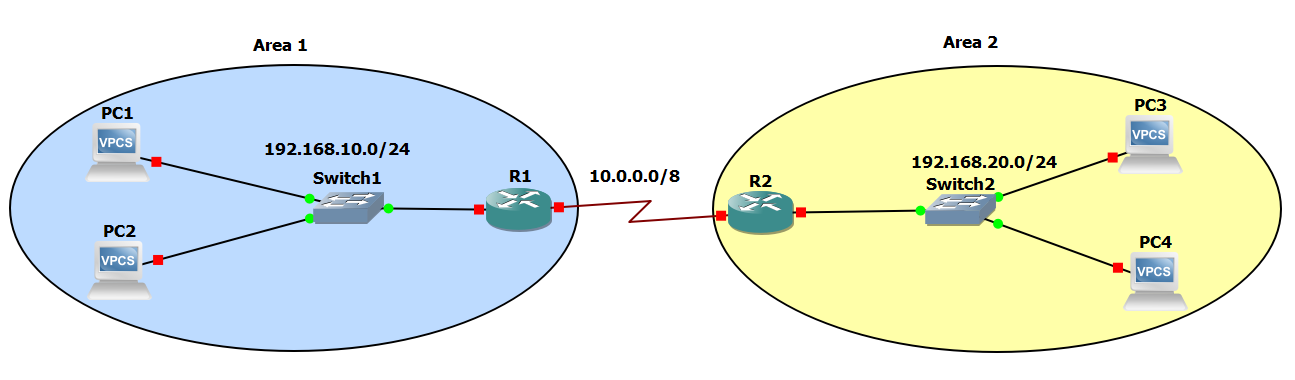 Area 1
Area 2
PC1
VPCS
192.168.10.0/24
Switch1
PC2
VPCS
R1
10.0.0.0/8
R2
192.168.20.0/24
Switch2
PC3
VPCS
PC4
VPCS